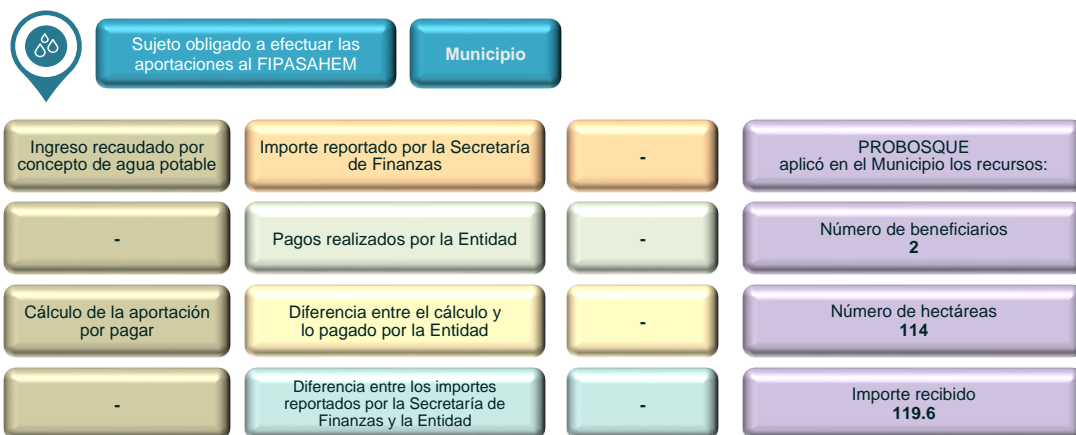 Sujeto obligado a efectuar las
aportaciones al FIPASAHEM
Municipio
Ingreso recaudado por
concepto de agua potable
Importe reportado por la Secretaría
de Finanzas
-
PROBOSQUE
aplicó en el Municipio los recursos:
-
Pagos realizados por la Entidad
-
Número de beneficiarios
2
Cálculo de la aportación
por pagar
Diferencia entre el cálculo y
lo pagado por la Entidad
-
Número de hectáreas
114
-
Diferencia entre los importes
reportados por la Secretaría de
Finanzas y la Entidad
-
Importe recibido
119.6